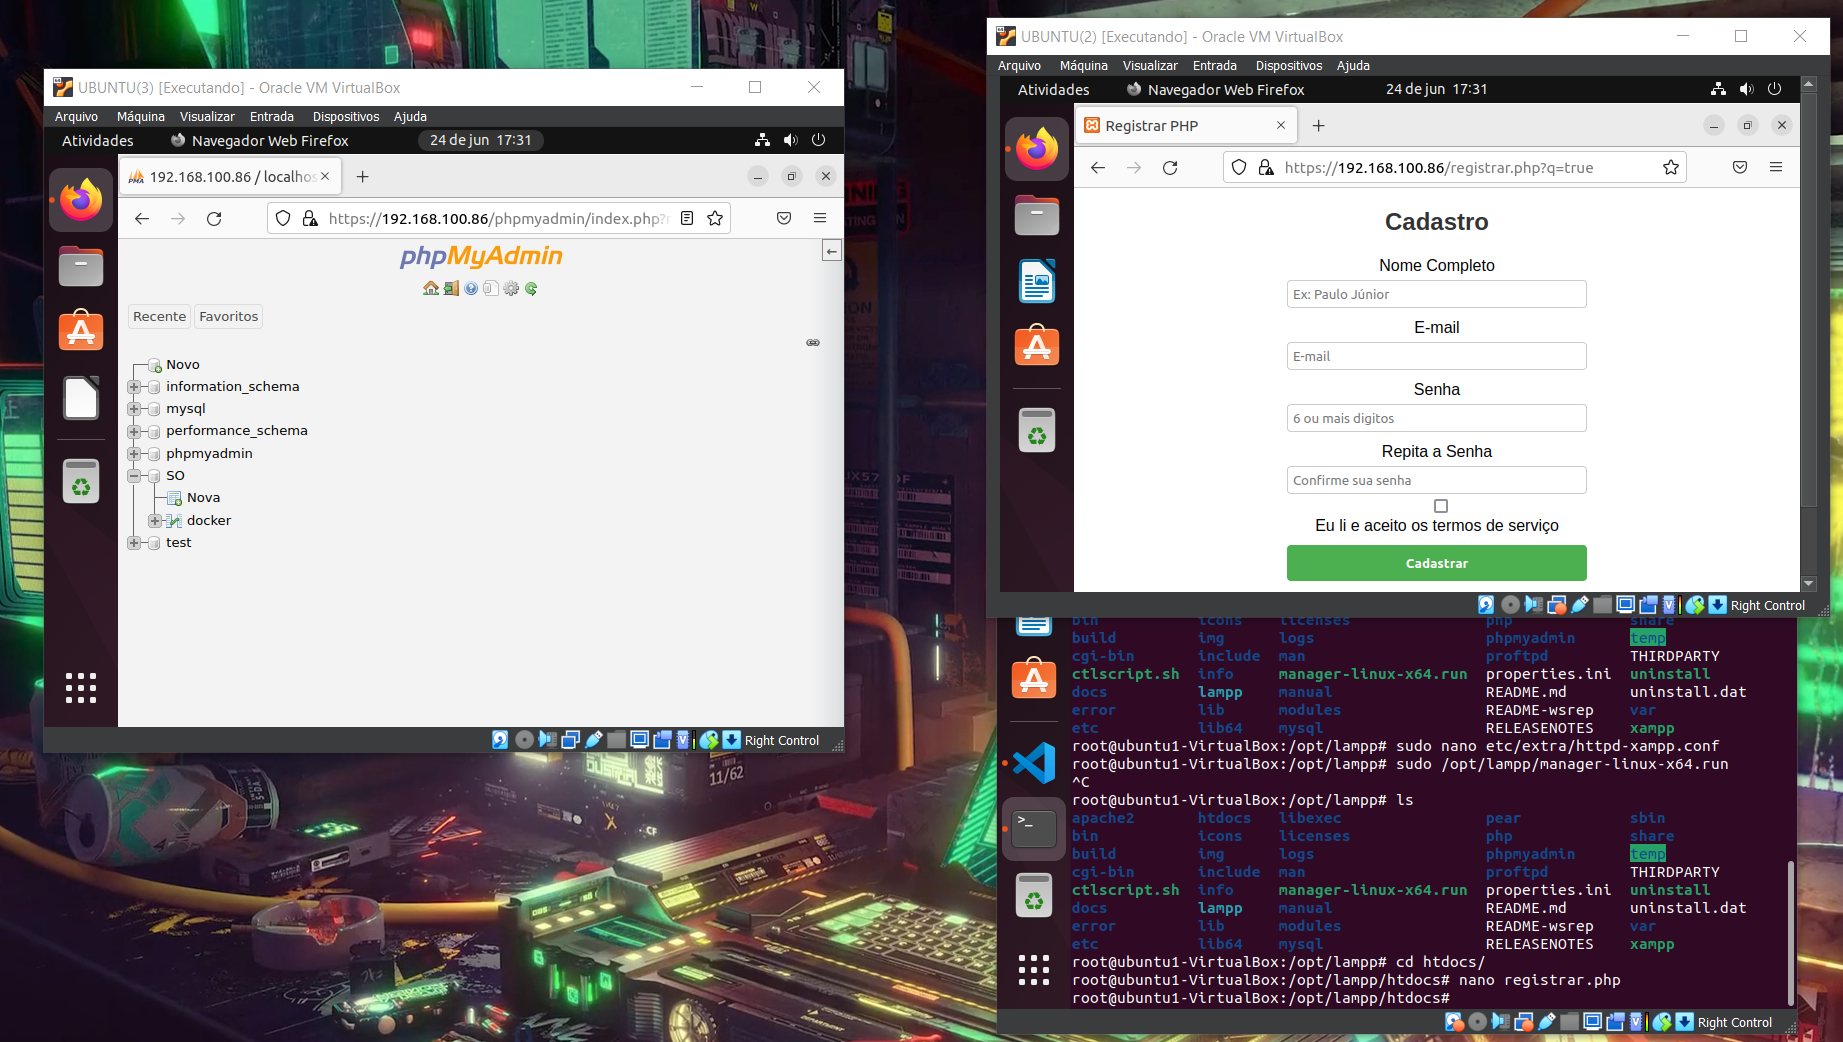 UBUNTU(3) [Executando] - Oracle VM VirtualBox
Arquivo Máquina Visualizar Entrada Dispositivos Ajuda
Atividades Navegador Web Firefox 24 de jun 17:31
192.168.100.86 / localhos
https://192.168.100.86/phpmyadmin/index.php?r
phpMyAdmin
Recente Favoritos
Novo
information_schema
mysql
performance_schema
phpmyadmin
SO
Nova
docker
test
Right Control
11/62
UBUNTU(2) [Executando] - Oracle VM VirtualBox
Arquivo Máquina Visualizar Entrada Dispositivos Ajuda
Atividades Navegador Web Firefox 24 de jun 17:31
Registrar PHP
https://192.168.100.86/registrar.php?q=true
Cadastro
Nome Completo
Ex: Paulo Júnior
E-mail
E-mail
Senha
6 ou mais digitos
Repita a Senha
Confirme sua senha
Eu li e aceito os termos de serviço
Cadastrar
Right Control
bin icons licenses php share
build img logs phpmyadmin temp
cgi-bin include man proftpd THIRDPARTY
ctlscript.sh info manager-linux-x64.run properties.ini uninstall
docs lampp manual README.md uninstall.dat
error lib modules README-wsrep var
etc lib64 mysql RELEASENOTES xampp
root@ubuntu1-VirtualBox:/opt/lampp# sudo nano etc/extra/httpd-xampp.conf
root@ubuntu1-VirtualBox:/opt/lampp# sudo /opt/lampp/manager-linux-x64.run
^C
root@ubuntu1-VirtualBox:/opt/lampp# ls
apache2 htdocs libexec pear sbin
bin icons licenses php share
build img logs phpmyadmin temp
cgi-bin include man proftpd THIRDPARTY
ctlscript.sh info manager-linux-x64.run properties.ini uninstall
docs lampp manual README.md uninstall.dat
error lib modules README-wsrep var
etc lib64 mysql RELEASENOTES xampp
root@ubuntu1-VirtualBox:/opt/lampp# cd htdocs/
root@ubuntu1-VirtualBox:/opt/lampp/htdocs# nano registrar.php
root@ubuntu1-VirtualBox:/opt/lampp/htdocs#
Right Control